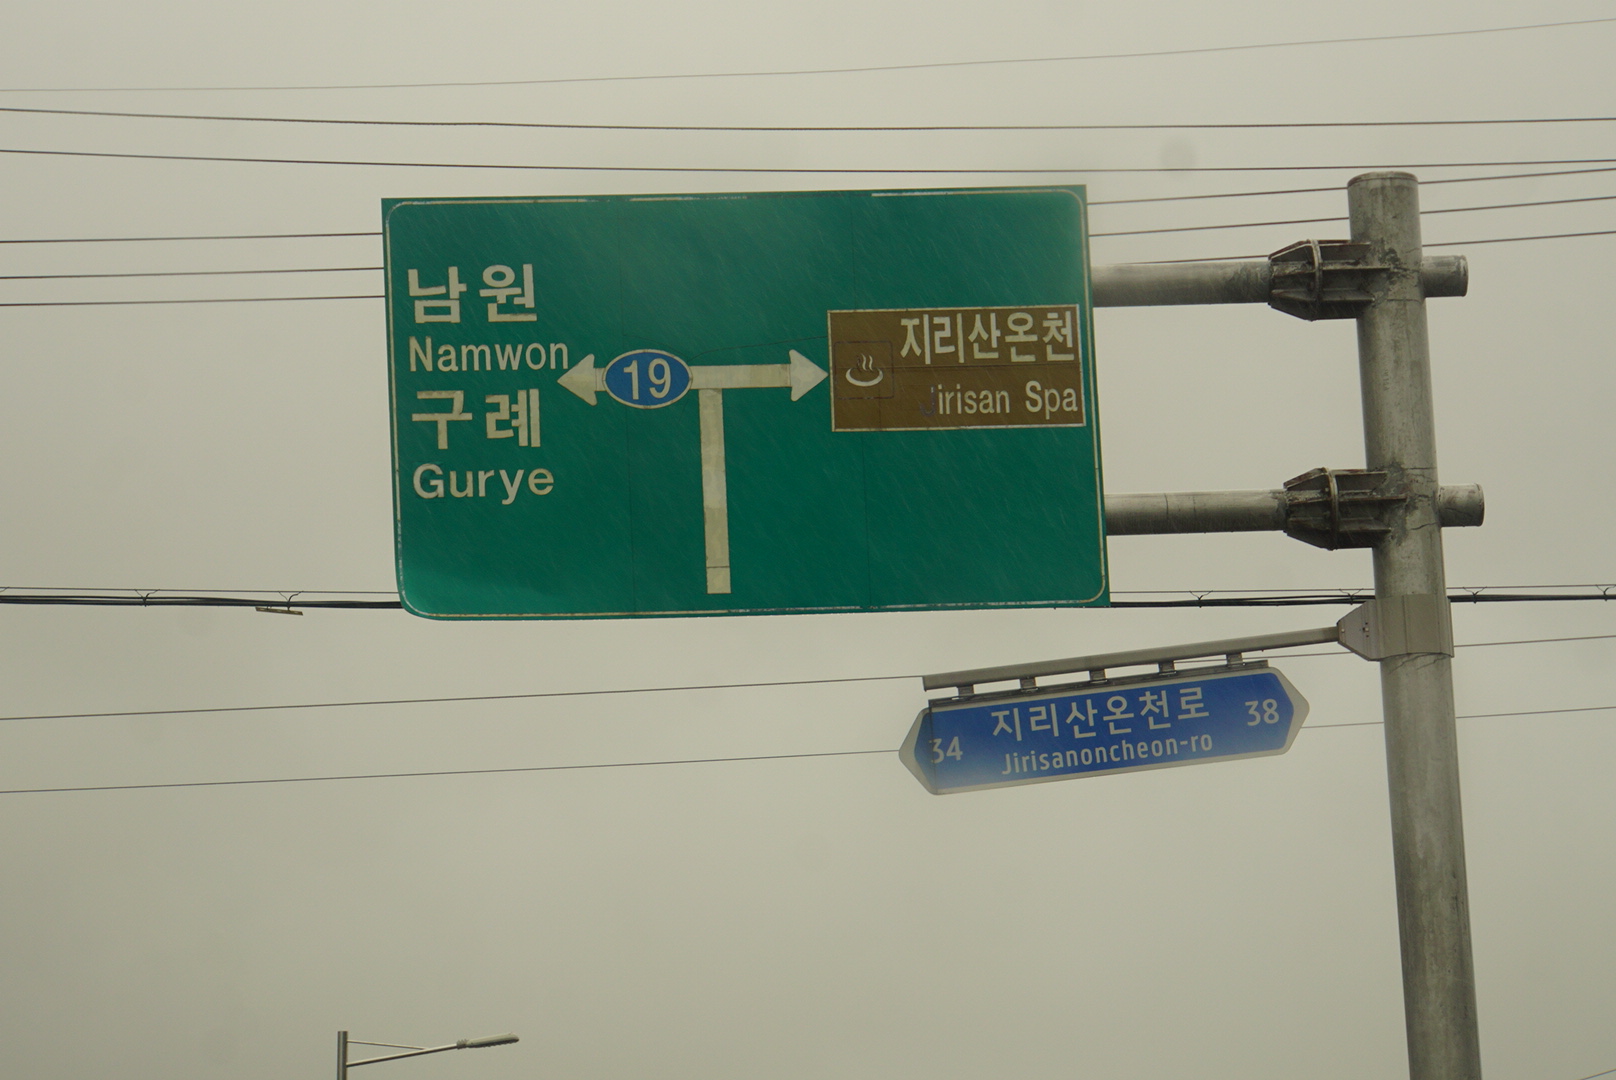 남원
Namwon
구례
Gurye
19
지리산온천
Jirisan Spa
34 지리산온천로 38
Jirisanoncheon-ro